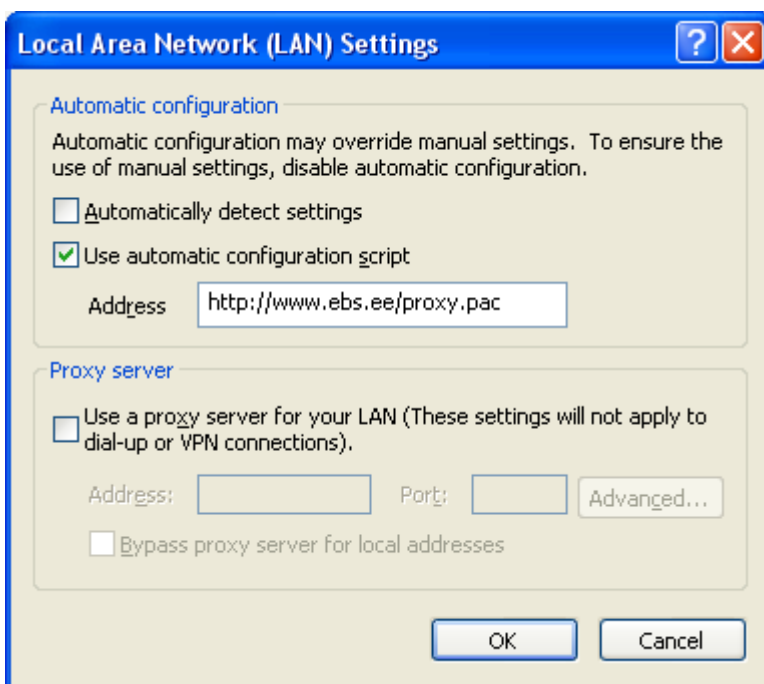 Local Area Network (LAN) Settings
Automatic configuration
Automatic configuration may override manual settings. To ensure the
use of manual settings, disable automatic configuration.
Automatically detect settings
Use automatic configuration script
Address http://www.ebs.ee/proxy.pac
Proxy server
Use a proxy server for your LAN (These settings will not apply to
dial-up or VPN connections).
Address: Port: Advanced...
Bypass proxy server for local addresses
OK Cancel